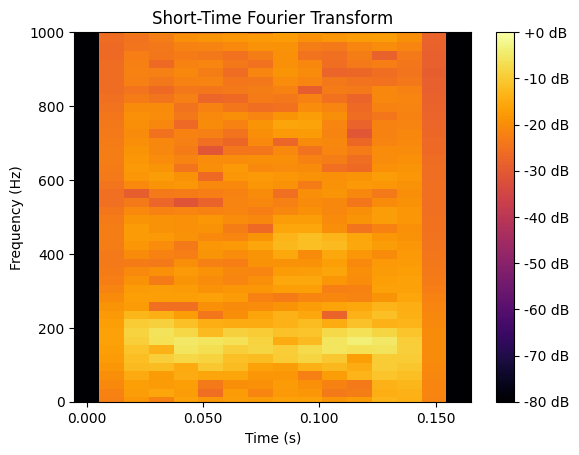 Short-Time Fourier Transform
1000
800
600
400
200
0
Frequency (Hz)
0.000
0.050
0.100
0.150
Time (s)
+0 dB
-10 dB
-20 dB
-30 dB
-40 dB
-50 dB
-60 dB
-70 dB
-80 dB